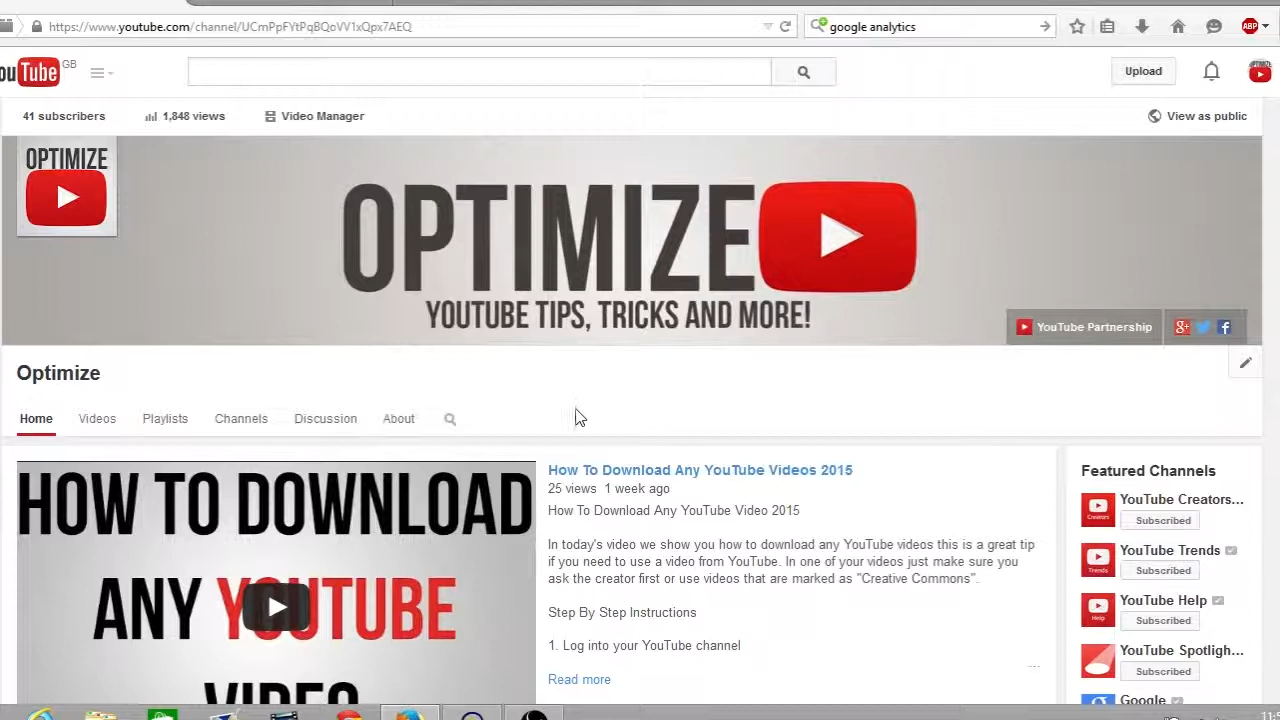 https://www.youtube.com/channel/UCmPpFYtPqBQoVV1xQpx7AEQ
google analytics
ABP
ouTube GB
Upload
41 subscribers
1,848 views
Video Manager
View as public
OPTIMIZE
OPTIMIZE
YOUTUBE TIPS, TRICKS AND MORE!
YouTube Partnership
Optimize
Home
Videos
Playlists
Channels
Discussion
About
HOW TO DOWNLOAD
ANY YOUTUBE
VIDEO
How To Download Any YouTube Videos 2015
25 views 1 week ago
How To Download Any YouTube Video 2015
In today's video we show you how to download any YouTube videos this is a great tip
if you need to use a video from YouTube. In one of your videos just make sure you
ask the creator first or use videos that are marked as "Creative Commons".
Step By Step Instructions
1. Log into your YouTube channel
...
Read more
Featured Channels
YouTube Creators...
Subscribed
YouTube Trends
Subscribed
YouTube Help
Subscribed
YouTube Spotligh...
Subscribed
Google